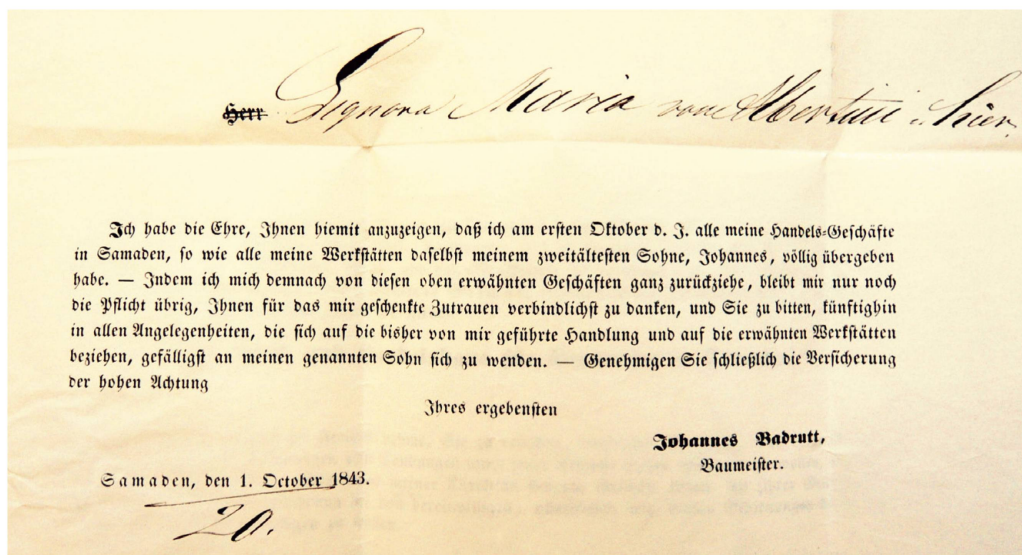 Herr Signora Maria von Albertini
Ich habe die Ehre, Ihnen hiemit anzuzeigen, daß ich am ersten Oktober d. J. alle meine Handels-Geschäfte
in Samaden, so wie alle meine Werkstätten daselbst meinem zweitältesten Sohne, Johannes, völlig übergeben
habe. — Indem ich mich demnach von diesen oben erwähnten Geschäften ganz zurückziehe, bleibt mir nur noch
die Pflicht übrig, Ihnen für das mir geschenkte Zutrauen verbindlichst zu danken, und Sie zu bitten, künftighin
in allen Angelegenheiten, die sich auf die bisher von mir geführte Handlung und auf die erwähnten Werkstätten
beziehen, gefälligst an meinen genannten Sohn sich zu wenden. — Genehmigen Sie schließlich die Versicherung
der hohen Achtung
Ihres ergebensten
Johannes Badrutt,
Baumeister.
Samaden, den 1. October 1843.
20.